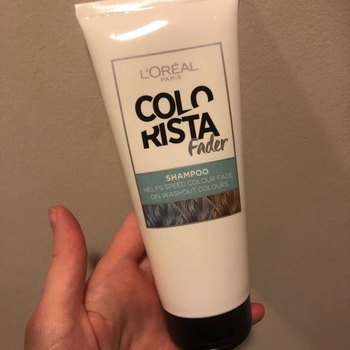 L'ORÉAL
PARIS
COLO
RISTA
Fader
SHAMPOO
HELPS SPEED COLOUR FADE
ON WASHOUT COLOURS